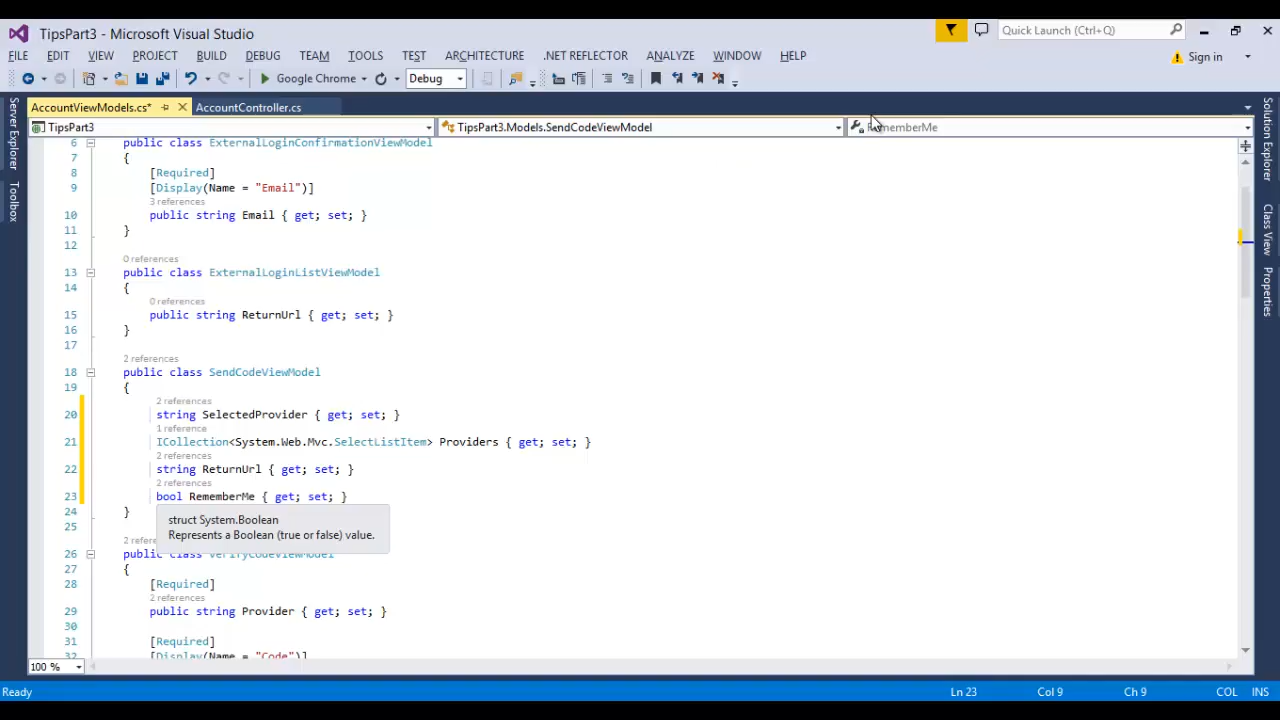 TipsPart3 - Microsoft Visual Studio
Quick Launch (Ctrl+Q)
FILE EDIT VIEW PROJECT BUILD DEBUG TEAM TOOLS TEST ARCHITECTURE .NET REFLECTOR ANALYZE WINDOW HELP
Sign in
Google Chrome
Debug
AccountViewModels.cs*
AccountController.cs
TipsPart3
TipsPart3.Models.SendCodeViewModel
Server Explorer
Toolbox
Solution Explorer
Class View
Properties
6 public class ExternalLoginConfirmationViewModel
7 {
8 [Required]
9 [Display(Name = "Email")]
3 references
10 public string Email { get; set; }
11 }
12
0 references
13 public class ExternalLoginListViewModel
14 {
0 references
15 public string ReturnUrl { get; set; }
16 }
17
2 references
18 public class SendCodeViewModel
19 {
2 references
20 string SelectedProvider { get; set; }
1 reference
21 ICollection<System.Web.Mvc.SelectListItem> Providers { get; set; }
2 references
22 string ReturnUrl { get; set; }
2 references
23 bool RememberMe { get; set; }
24 }
struct System.Boolean
Represents a Boolean (true or false) value.
25
2 refere
26 public class VerifyCodeViewModel
27 {
28 [Required]
2 references
29 public string Provider { get; set; }
30
31 [Required]
32 [Display(Name = "Code")]
100 %
Ready
Ln 23
Col 9
Ch 9
COL
INS